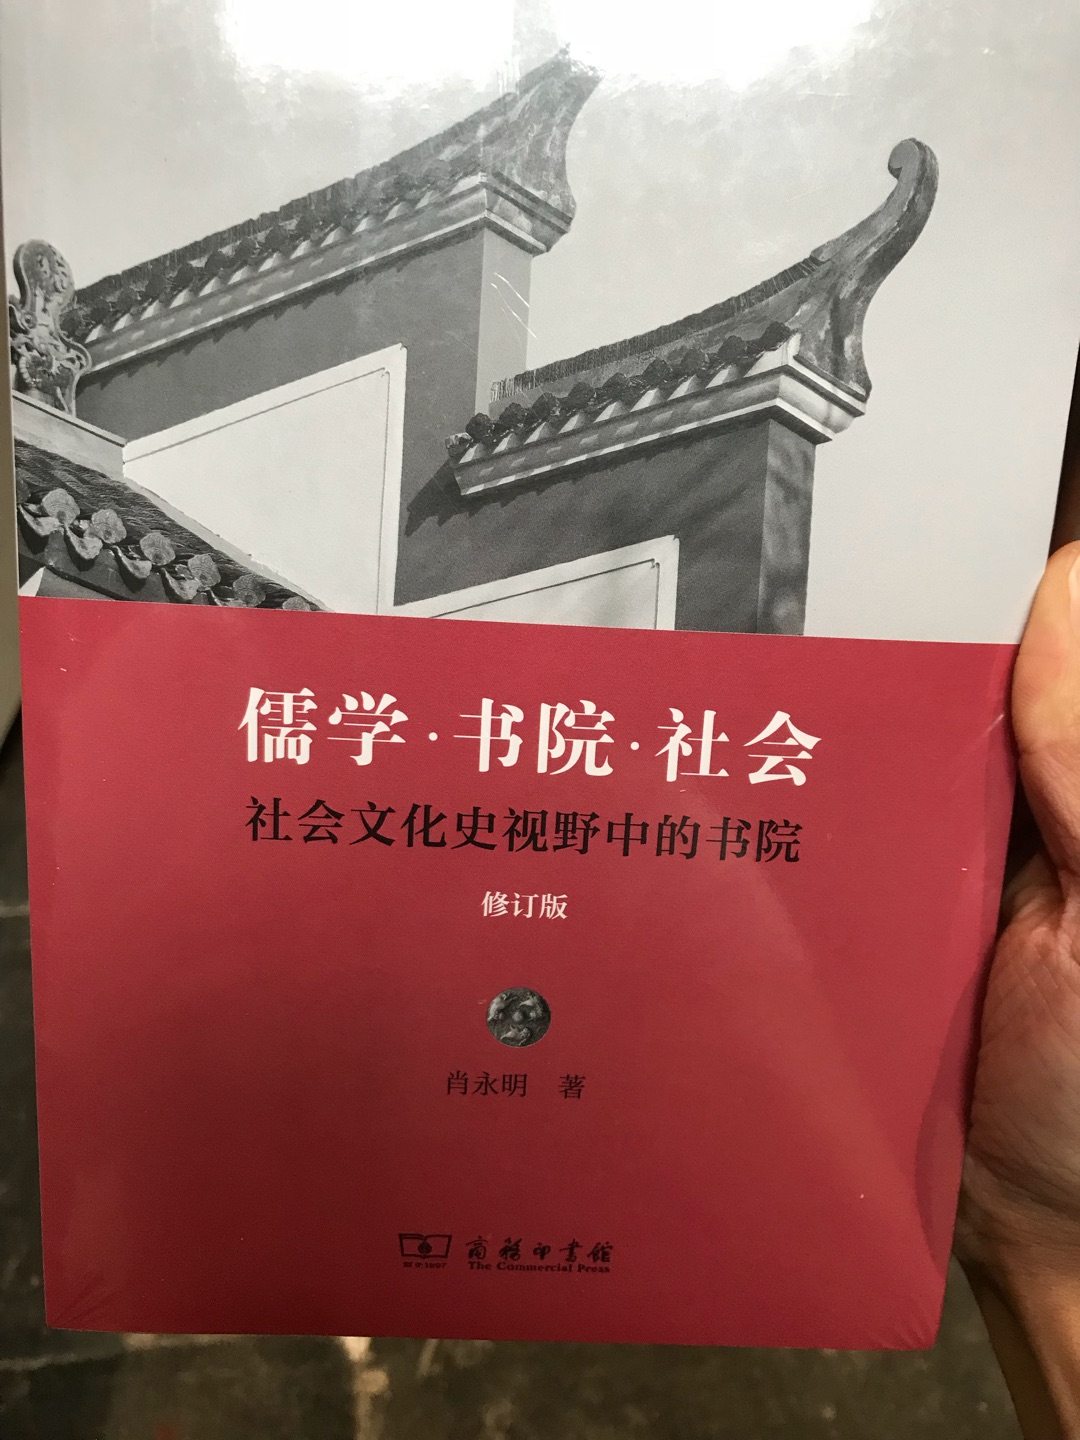 儒学·书院·社会
社会文化史视野中的书院
修订版
肖永明 著
商务印书馆
The Commercial Press